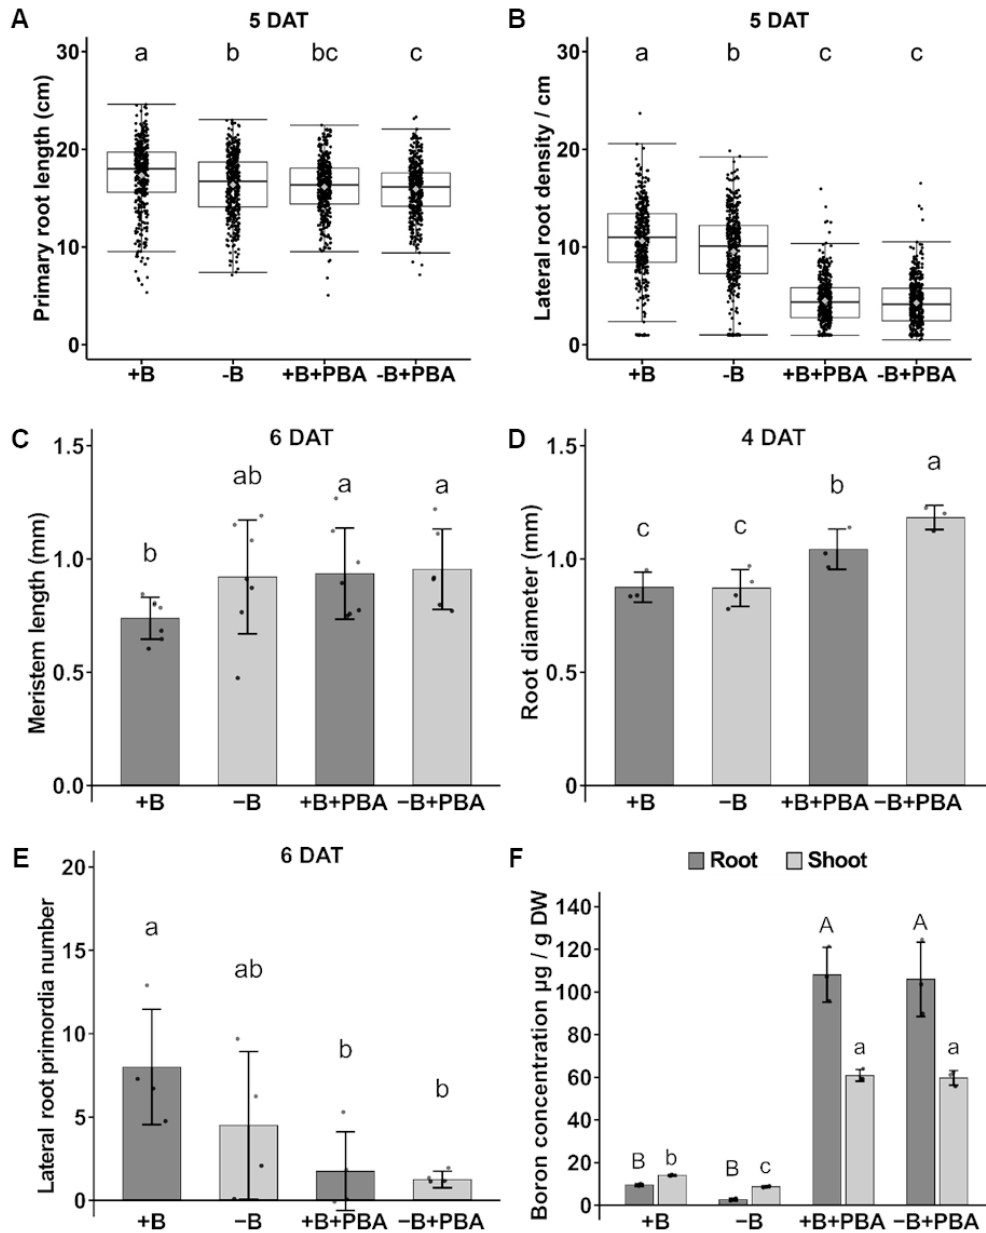 A
5 DAT
Primary root length (cm)
30
20
10
0
a
b
bc
c
+B
-B
+B+PBA
-B+PBA
B
5 DAT
Lateral root density / cm
30
20
10
0
a
b
c
c
+B
-B
+B+PBA
-B+PBA
C
6 DAT
Meristem length (mm)
1.5
1.0
0.5
0.0
b
ab
a
a
+B
−B
+B+PBA
−B+PBA
D
4 DAT
Root diameter (mm)
1.5
1.0
0.5
0
c
c
b
a
+B
−B
+B+PBA
−B+PBA
E
6 DAT
Lateral root primordia number
20
15
10
5
0
a
ab
b
b
+B
−B
+B+PBA
−B+PBA
F
Root
Shoot
Boron concentration µg / g DW
140
120
100
80
60
40
20
0
B
b
B
c
A
a
A
a
+B
−B
+B+PBA
−B+PBA